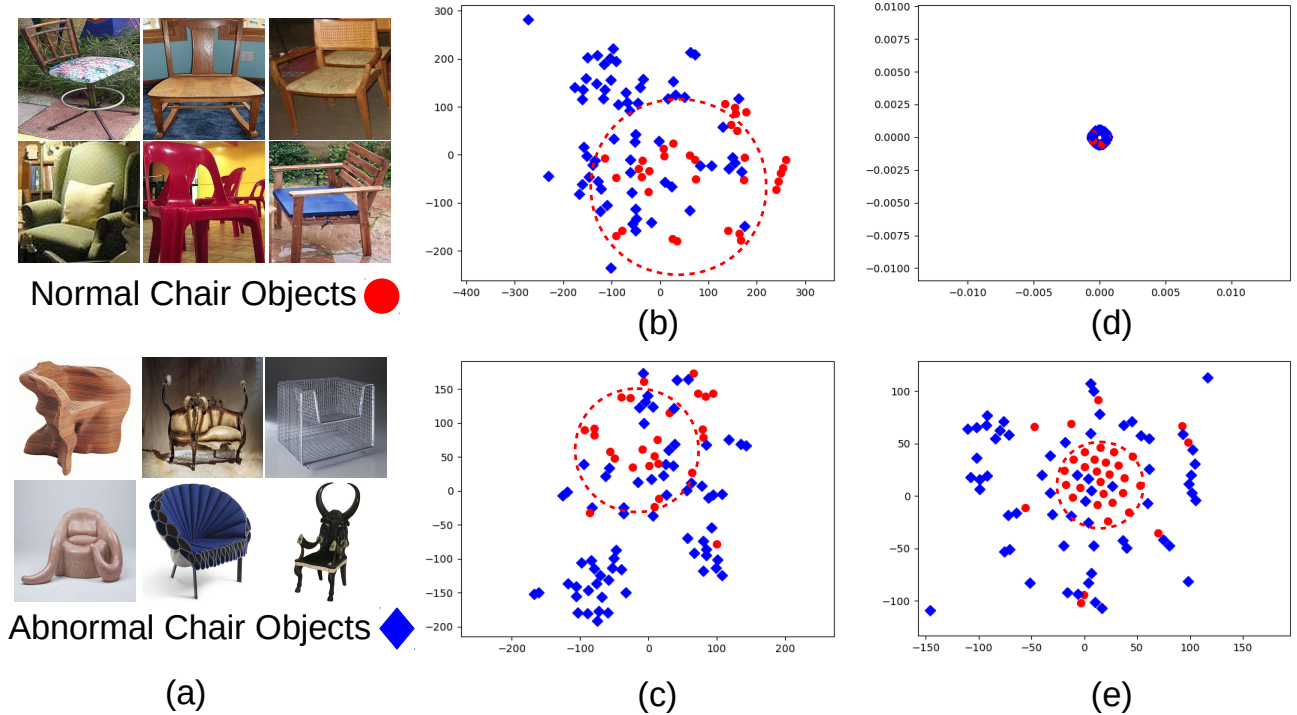 Normal Chair Objects
Abnormal Chair Objects
(a)
300
200
100
0
−100
−200
−400 −300 −200 −100 0 100 200 300
(b)
150
100
50
0
−50
−100
−150
−200
−200 −100 0 100 200
(c)
0.0100
0.0075
0.0050
0.0025
0.0000
−0.0025
−0.0050
−0.0075
−0.0100
−0.010 −0.005 0.000 0.005 0.010
(d)
100
50
0
−50
−100
−150 −100 −50 0 50 100 150
(e)